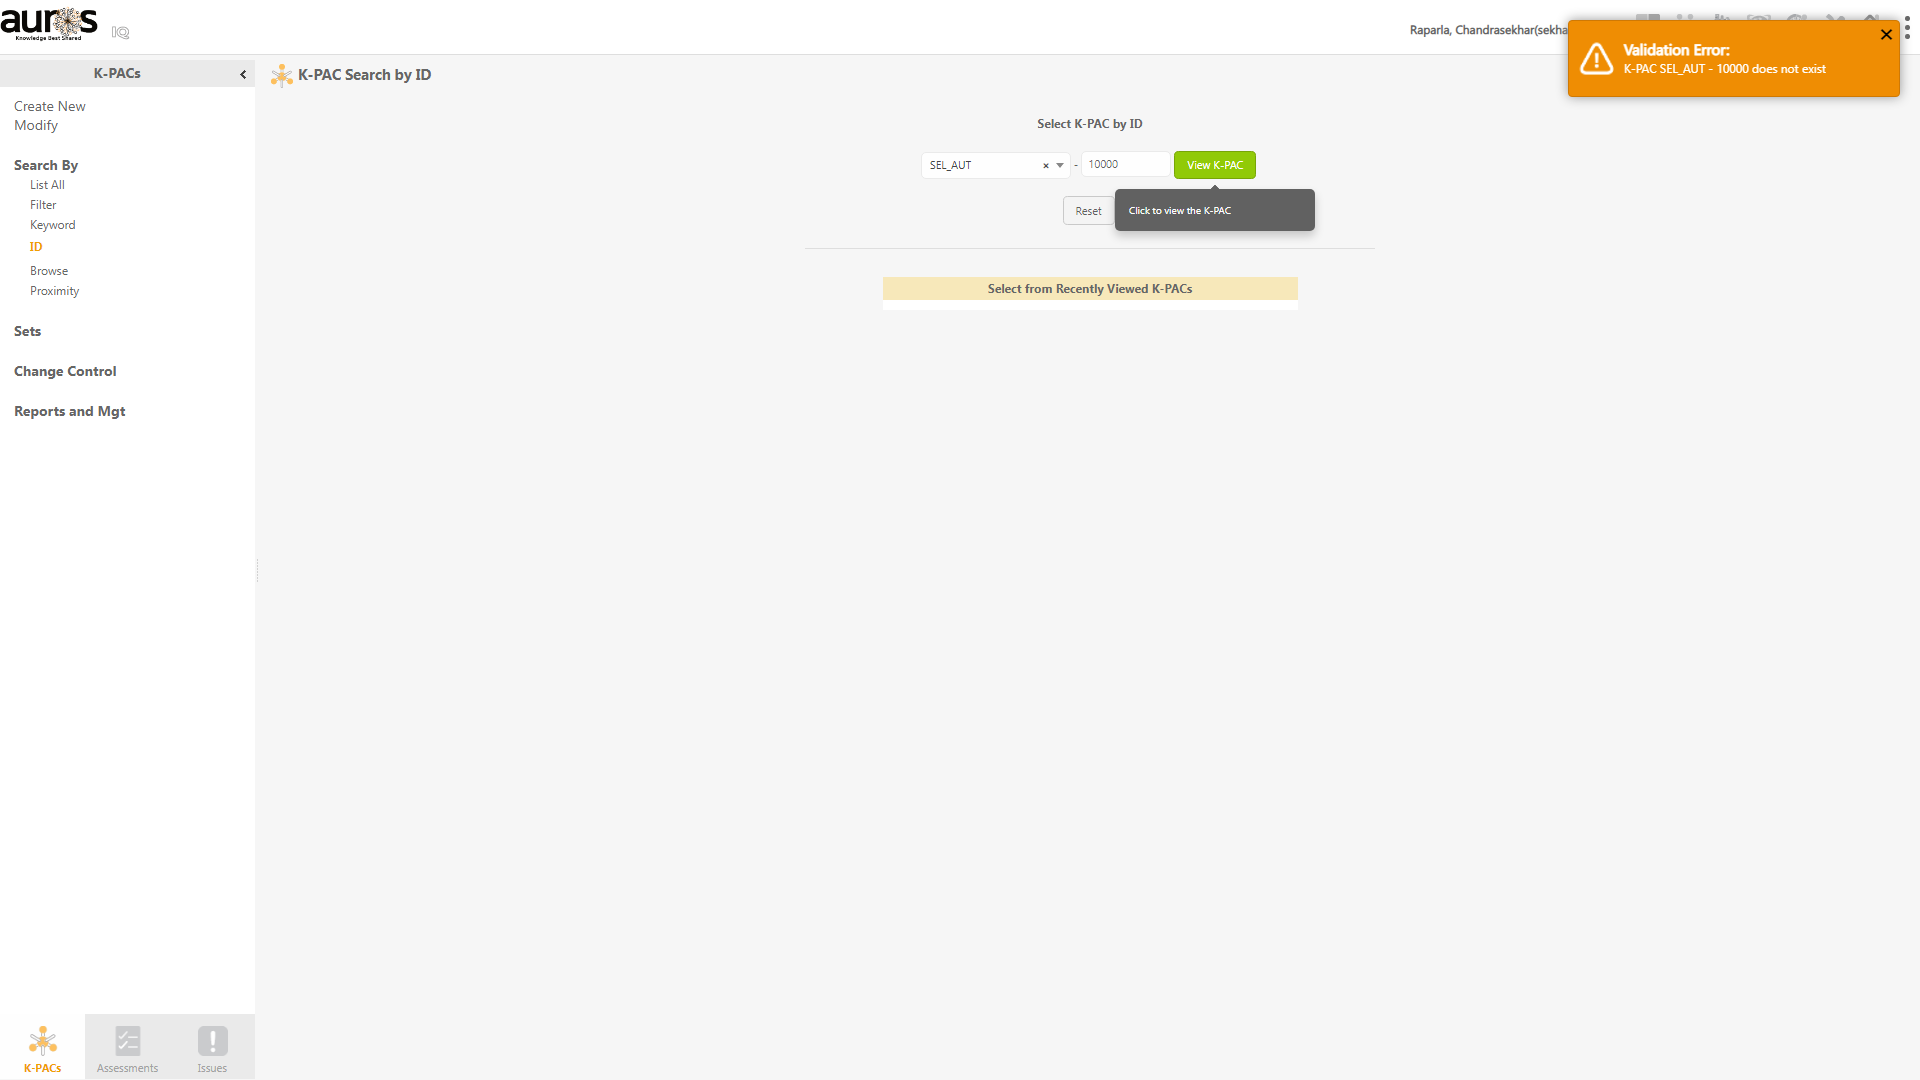 auros
Knowledge Best Shared
IQ
Raparla, Chandrasekhar(sekha
Validation Error:
K-PAC SEL_AUT - 10000 does not exist
K-PACs
K-PAC Search by ID
Create New
Modify
Search By
List All
Filter
Keyword
ID
Browse
Proximity
Sets
Change Control
Reports and Mgt
Select K-PAC by ID
SEL_AUT × - 10000 View K-PAC
Reset
Click to view the K-PAC
Select from Recently Viewed K-PACs
K-PACs
Assessments
Issues